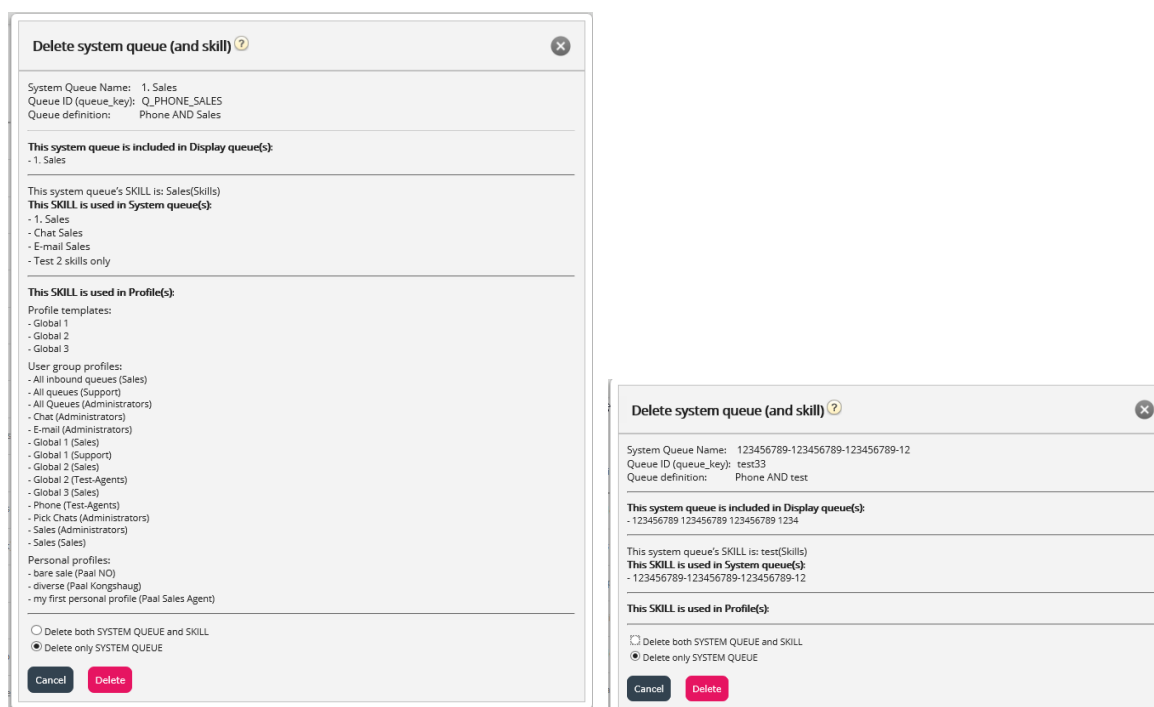 Delete system queue (and skill) ?
System Queue Name: 1. Sales
Queue ID (queue_key): Q_PHONE_SALES
Queue definition: Phone AND Sales
This system queue is included in Display queue(s):
- 1. Sales
This system queue's SKILL is: Sales(Skills)
This SKILL is used in System queue(s):
- 1. Sales
- Chat Sales
- E-mail Sales
- Test 2 skills only
This SKILL is used in Profile(s):
Profile templates:
- Global 1
- Global 2
- Global 3
User group profiles:
- All inbound queues (Sales)
- All queues (Support)
- All Queues (Administrators)
- Chat (Administrators)
- E-mail (Administrators)
- Global 1 (Sales)
- Global 1 (Support)
- Global 2 (Sales)
- Global 2 (Test-Agents)
- Global 3 (Sales)
- Phone (Test-Agents)
- Pick Chats (Administrators)
- Sales (Administrators)
- Sales (Sales)
Personal profiles:
- bare sale (Paal NO)
- diverse (Paal Kongshaug)
- my first personal profile (Paal Sales Agent)
Delete both SYSTEM QUEUE and SKILL
Delete only SYSTEM QUEUE
Cancel Delete
Delete system queue (and skill) ?
System Queue Name: 123456789-123456789-123456789-12
Queue ID (queue_key): test33
Queue definition: Phone AND test
This system queue is included in Display queue(s):
- 123456789 123456789 123456789 1234
This system queue's SKILL is: test(Skills)
This SKILL is used in System queue(s):
- 123456789-123456789-123456789-12
This SKILL is used in Profile(s):
Delete both SYSTEM QUEUE and SKILL
Delete only SYSTEM QUEUE
Cancel Delete